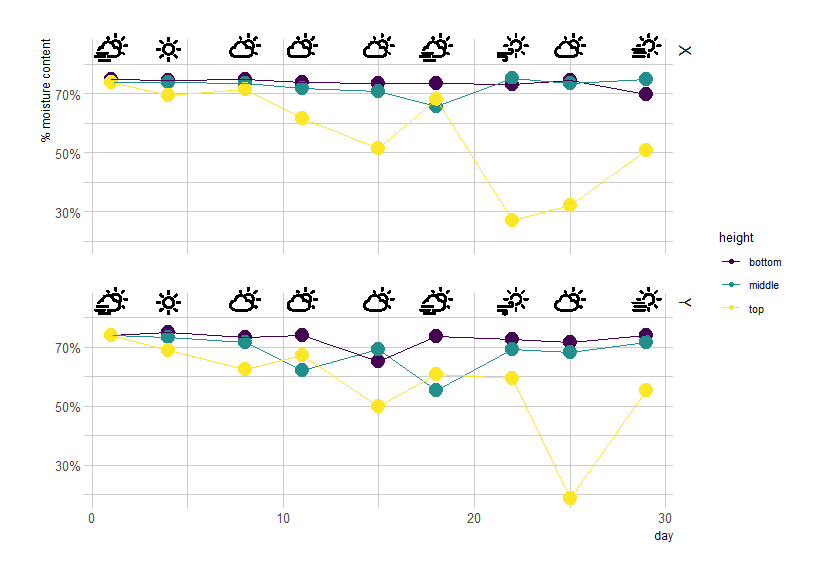 % moisture content
70%
50%
30%
X
70%
50%
30%
Y
0 10 20 30
day
height
bottom
middle
top